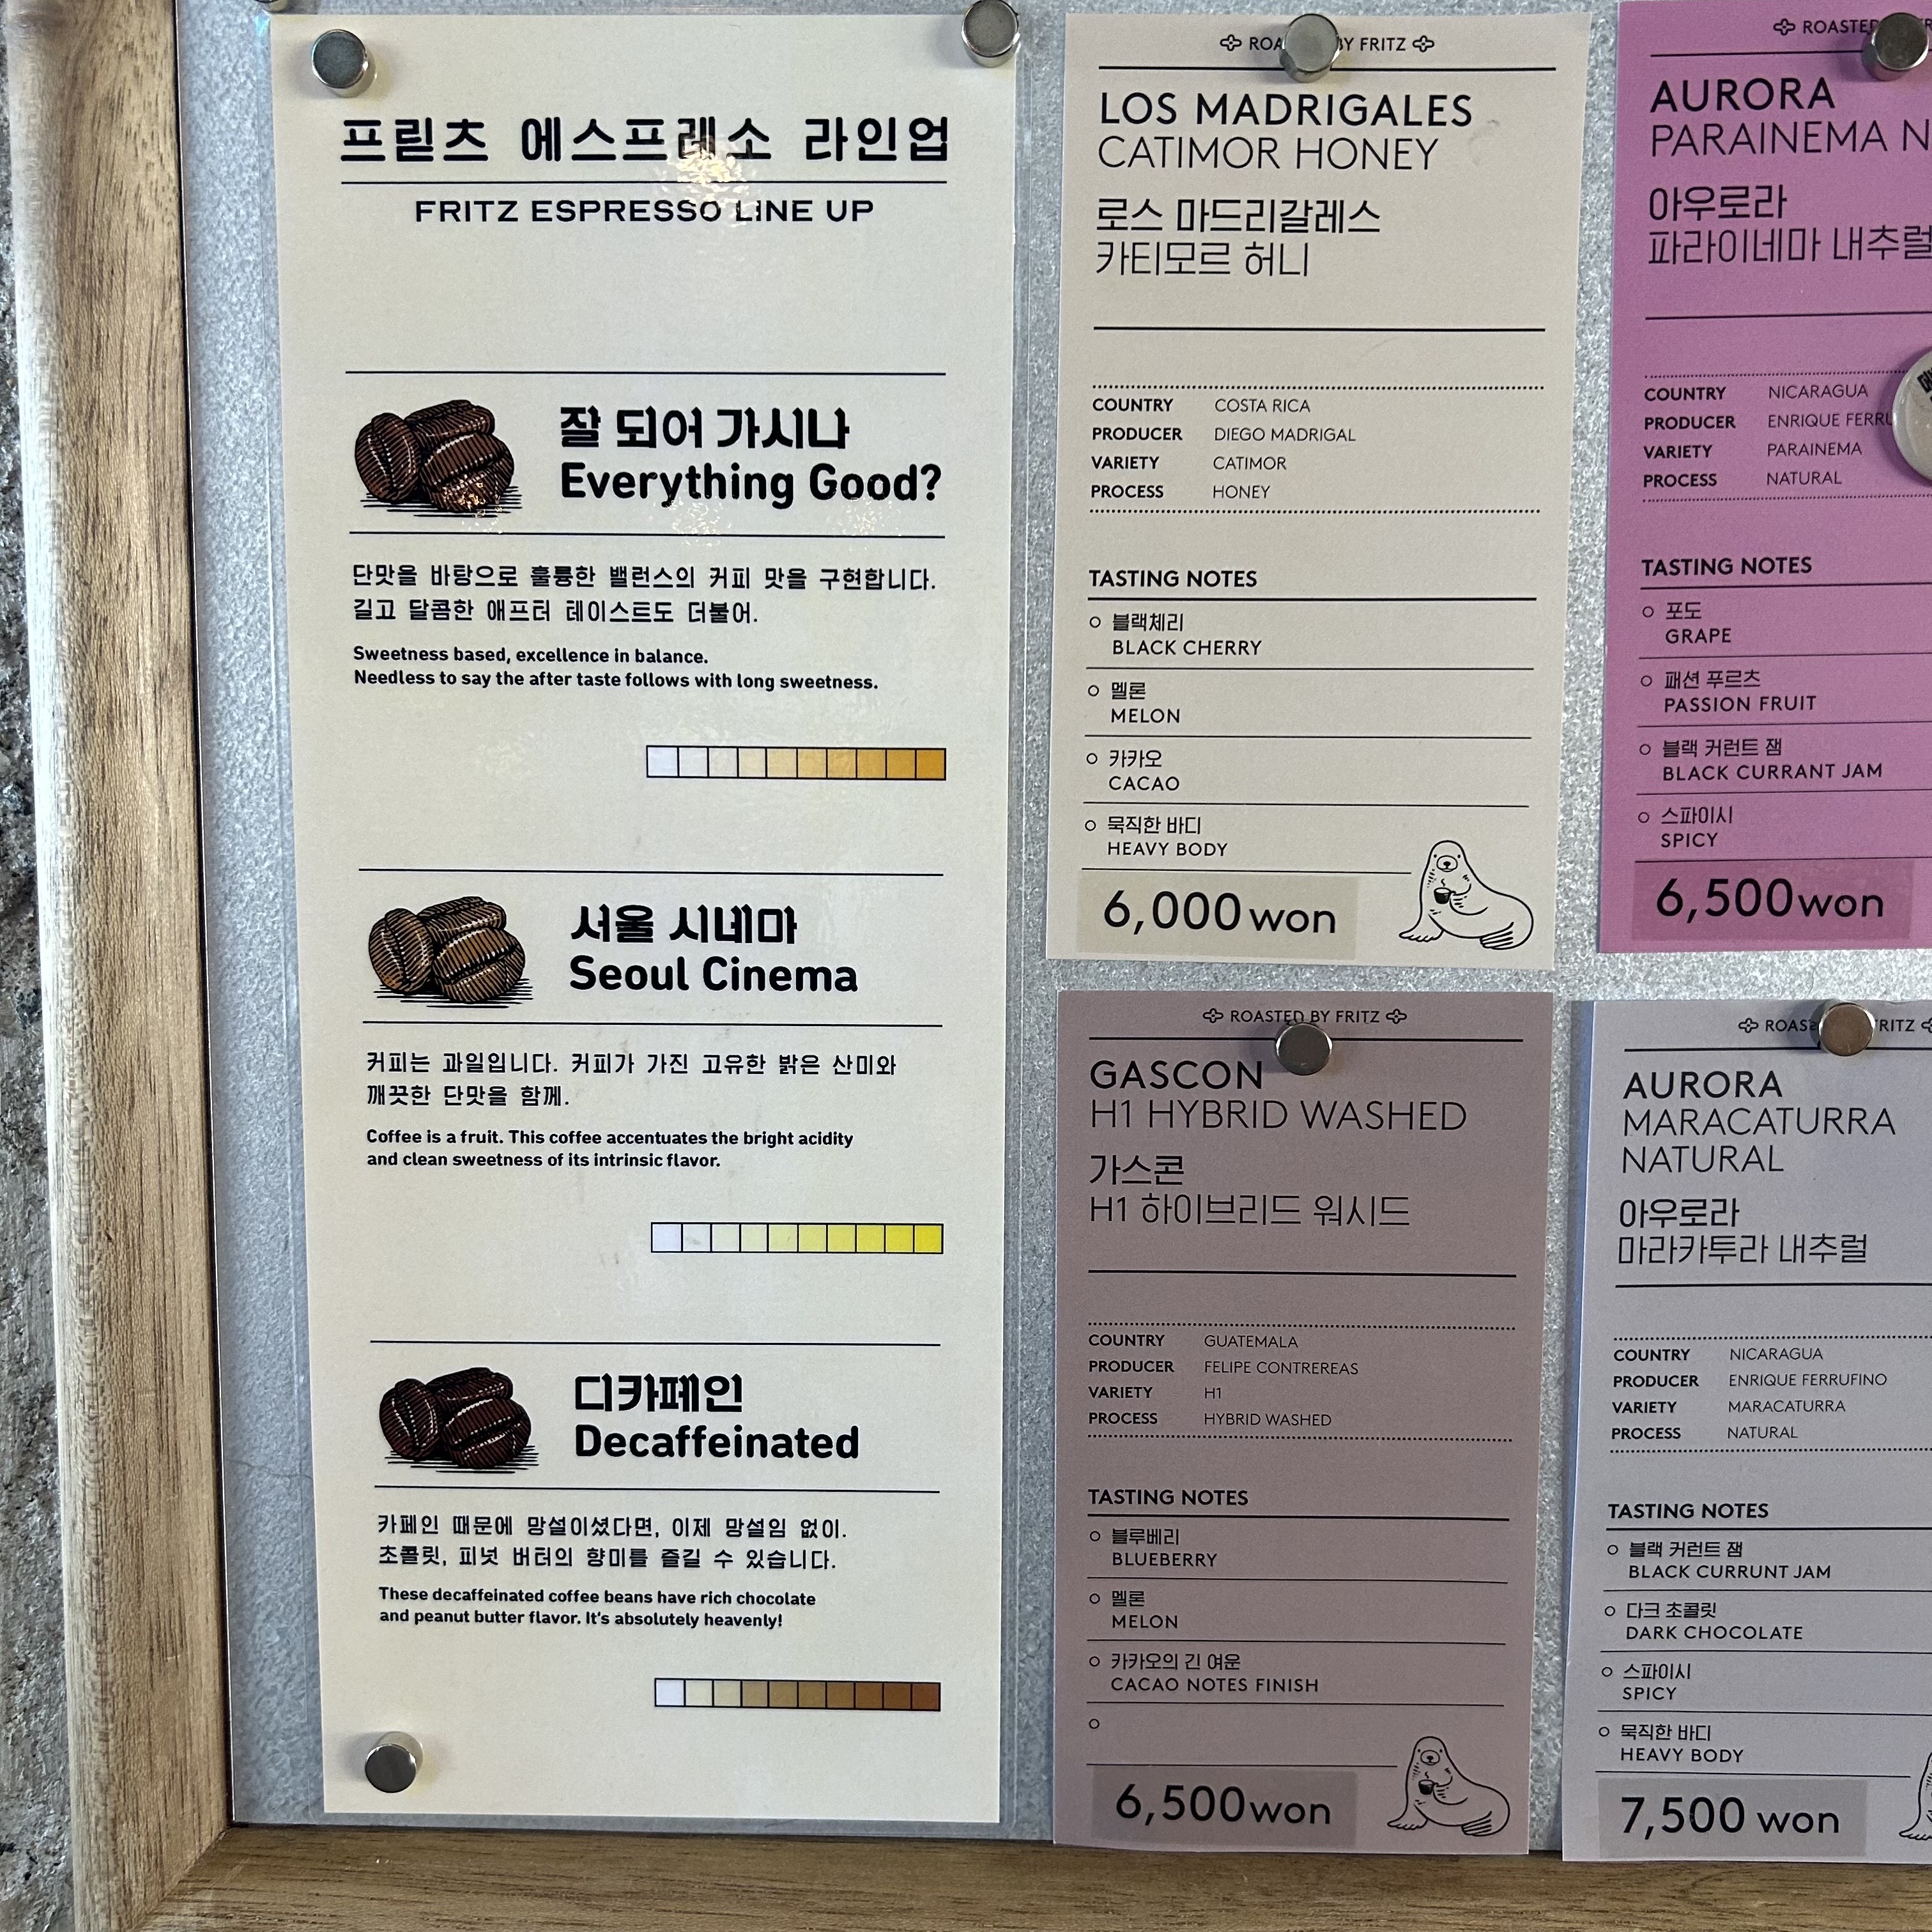 프릳츠 에스프레소 라인업
FRITZ ESPRESSO LINE UP
잘 되어 가시나
Everything Good?
단맛을 바탕으로 훌륭한 밸런스의 커피 맛을 구현합니다.
길고 달콤한 애프터 테이스트도 더불어.
Sweetness based, excellence in balance.
Needless to say the after taste follows with long sweetness.
서울 시네마
Seoul Cinema
커피는 과일입니다. 커피가 가진 고유한 밝은 산미와
깨끗한 단맛을 함께.
Coffee is a fruit. This coffee accentuates the bright acidity
and clean sweetness of its intrinsic flavor.
디카페인
Decaffeinated
카페인 때문에 망설이셨다면, 이제 망설임 없이.
초콜릿, 피넛 버터의 향미를 즐길 수 있습니다.
These decaffeinated coffee beans have rich chocolate
and peanut butter flavor. It's absolutely heavenly!
BY FRITZ
LOS MADRIGALES
CATIMOR HONEY
로스 마드리갈레스
카티모르 허니
COUNTRY COSTA RICA
PRODUCER DIEGO MADRIGAL
VARIETY CATIMOR
PROCESS HONEY
TASTING NOTES
블랙체리
BLACK CHERRY
멜론
MELON
카카오
CACAO
묵직한 바디
HEAVY BODY
6,000 won
AURORA
PARAINEMA
아우로라
파라이네마 내추럴
COUNTRY NICARAGUA
PRODUCER ENRIQUE
VARIETY PARAINEMA
PROCESS NATURAL
TASTING NOTES
포도
GRAPE
패션 푸르츠
PASSION FRUIT
블랙 커런트 잼
BLACK CURRANT JAM
스파이시
SPICY
6,500won
ROASTED BY FRITZ
GASCON
H1 HYBRID WASHED
가스콘
H1 하이브리드 워시드
COUNTRY GUATEMALA
PRODUCER FELIPE CONTREREAS
VARIETY H1
PROCESS HYBRID WASHED
TASTING NOTES
블루베리
BLUEBERRY
멜론
MELON
카카오의 긴 여운
CACAO NOTES FINISH
6,500won
AURORA
MARACATURRA
NATURAL
아우로라
마라카투라 내추럴
COUNTRY NICARAGUA
PRODUCER ENRIQUE FERRUFINO
VARIETY MARACATURRA
PROCESS NATURAL
TASTING NOTES
블랙 커런트 잼
BLACK CURRUNT JAM
다크 초콜릿
DARK CHOCOLATE
스파이시
SPICY
묵직한 바디
HEAVY BODY
7,500 won